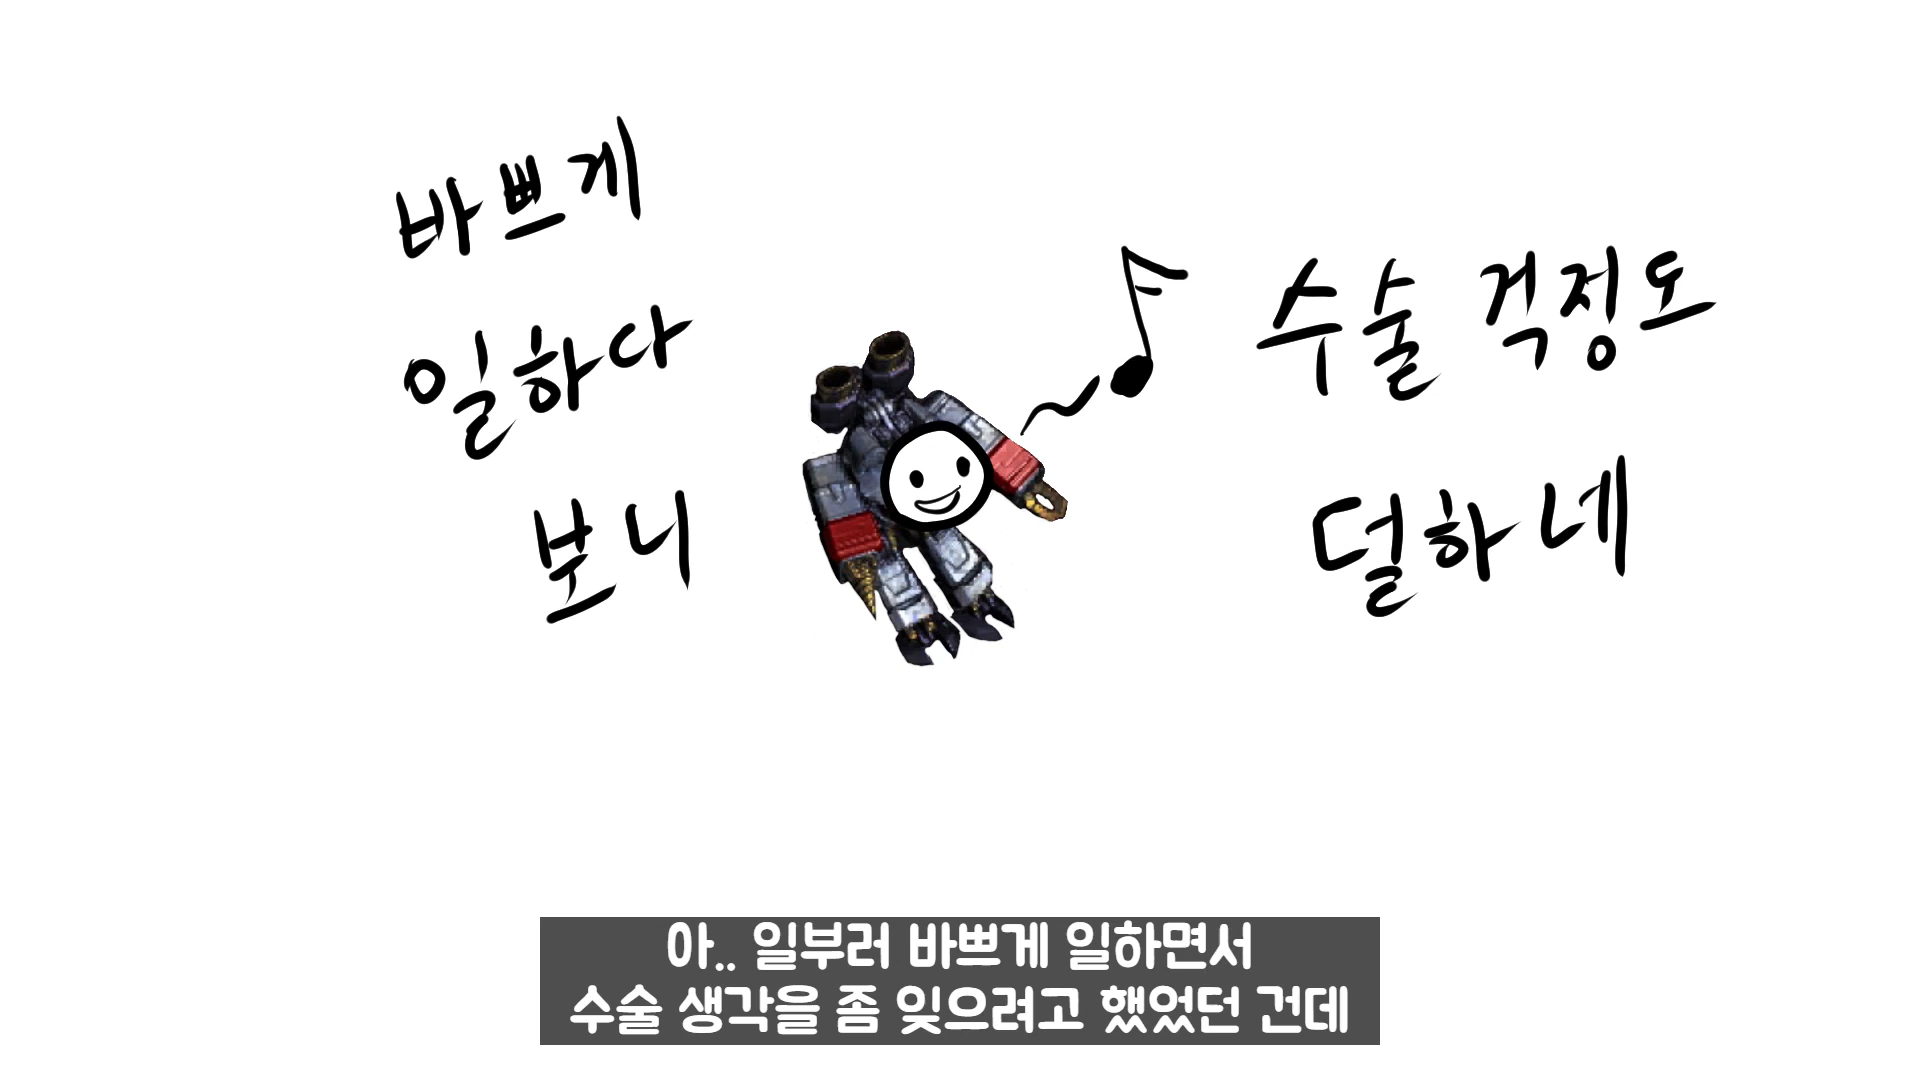 바쁘게
일하다
보니
수술 걱정도
덜하네
아.. 일부러 바쁘게 일하면서
수술 생각을 좀 잊으려고 했었던 건데